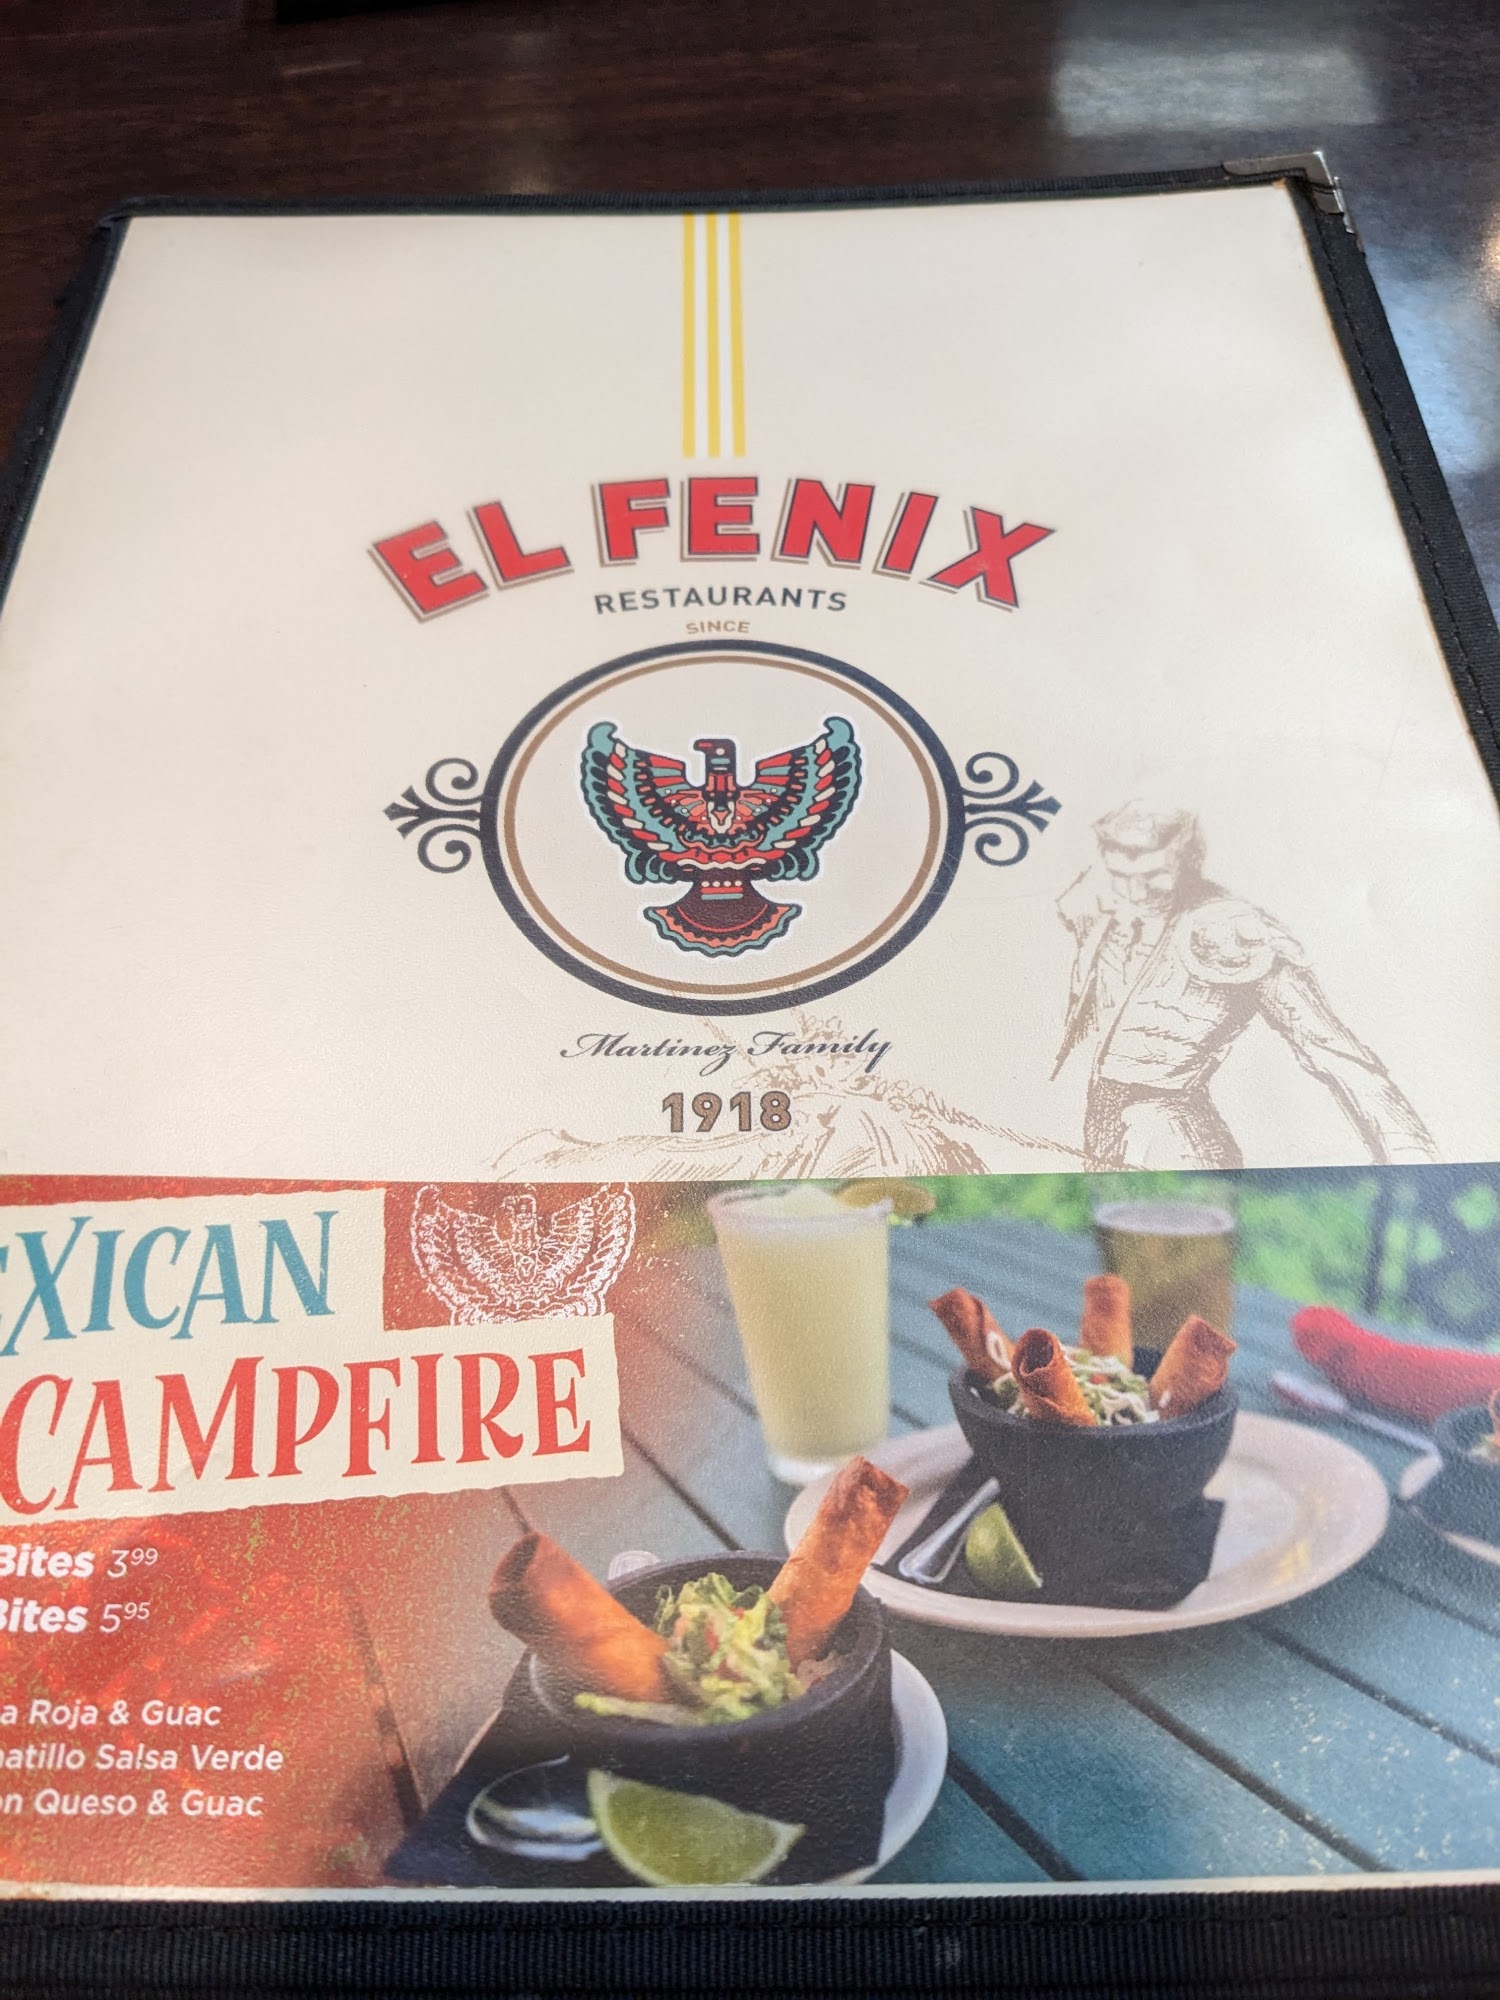 EL FENIX
RESTAURANTS
SINCE
Martinez Family
1918
EXICAN
CAMPFIRE
Bites 3⁹⁹
Bites 5⁹⁵
a Roja & Guac
atillo Salsa Verde
on Queso & Guac